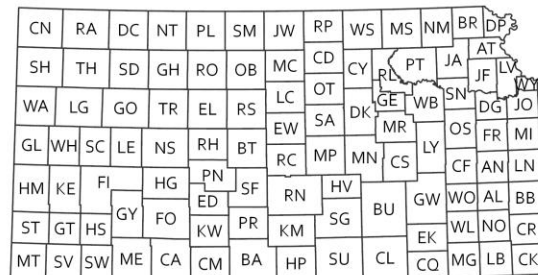 CN RA DC NT PL SM JW RP WS MS NM BR DP
SH TH SD GH RO OB MC CD CY RL PT JA AT
WA LG GO TR EL RS LC OT DK GE WB SN JF LV WY
GL WH SC LE NS RH BT EW SA MR LY OS DG JO
HM KE FI HG PN SF RC MP MN CS CF FR MI
GY FO ED RN HV BU GW AN LN
ST GT HS KW PR KM SG EK WO AL BB
MT SV SW ME CA CM BA HP SU CL CQ WL NO CR
MG LB CK